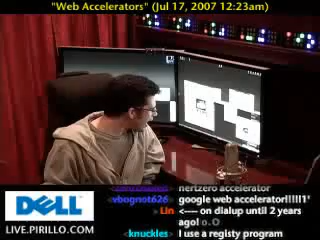 "Web Accelerators" (Jul 17, 2007 12:23am)
nertzero accelerator
vbognot626 google web accelerator!!!!!1'
Lin <---- on dialup until 2 years
ago! o.O
knuckles I use a registy program
DELL
LIVE.PIRILLO.COM